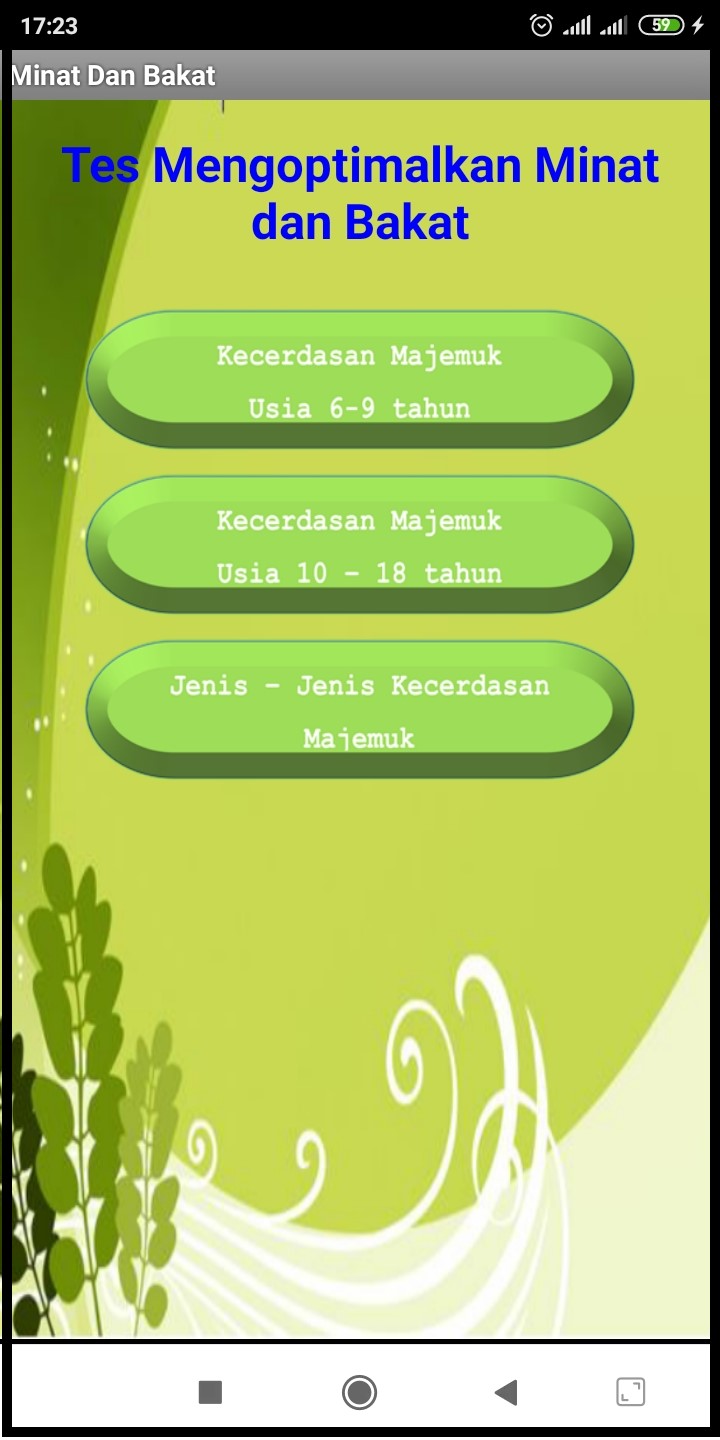 17:23
59
Minat Dan Bakat
Tes Mengoptimalkan Minat
dan Bakat
Kecerdasan Majemuk
Usia 6-9 tahun
Kecerdasan Majemuk
Usia 10 - 18 tahun
Jenis - Jenis Kecerdasan
Majemuk